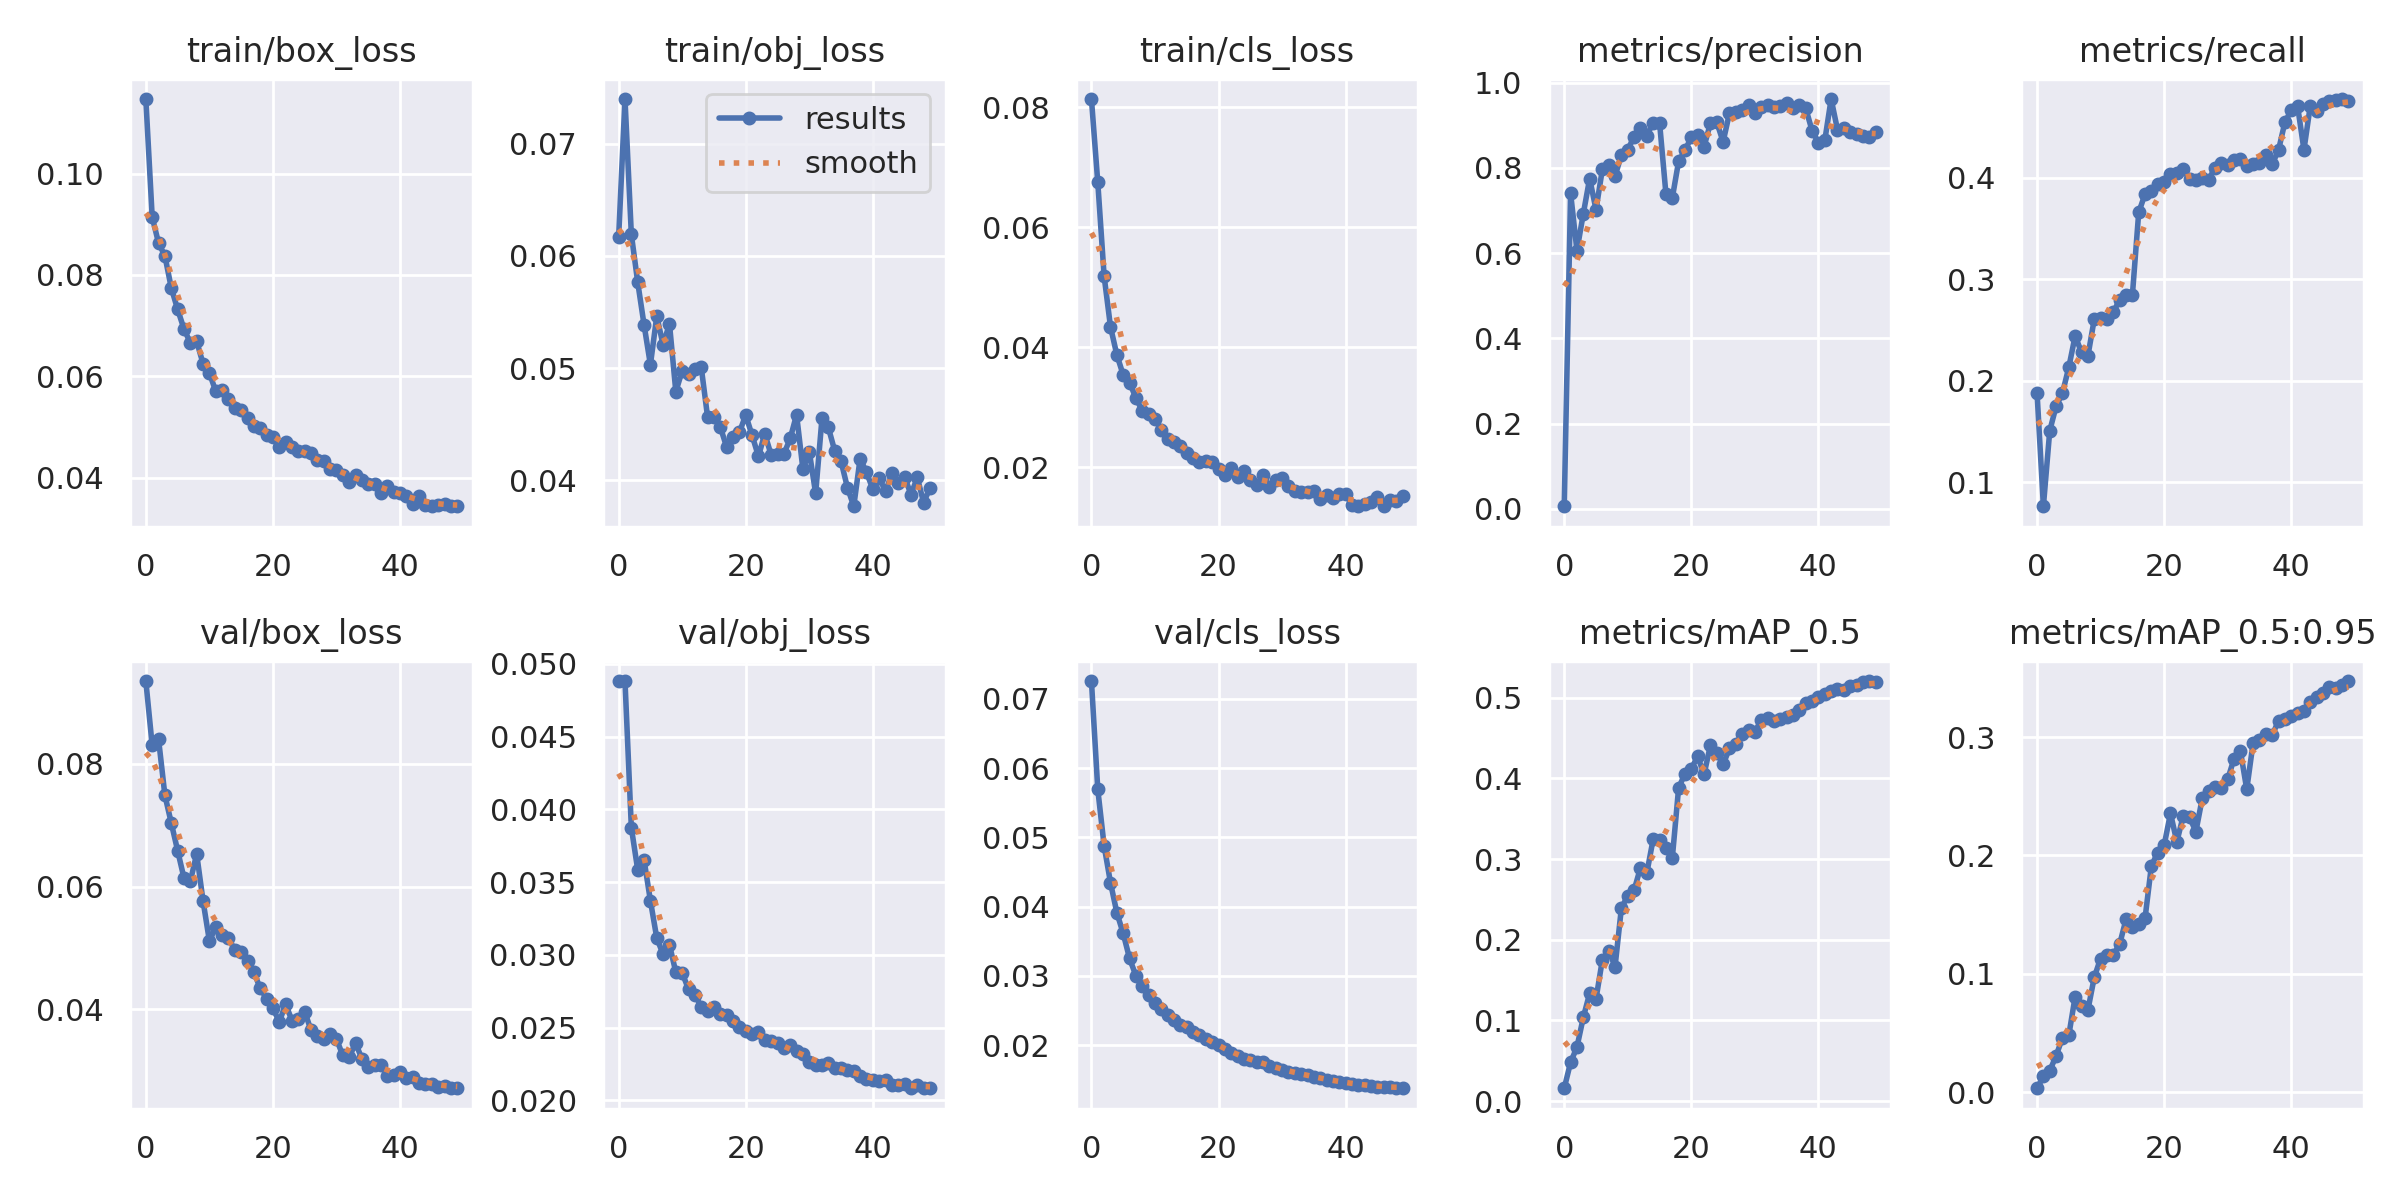 train/box_loss
0.10
0.08
0.06
0.04
0 20 40
train/obj_loss
results
smooth
0.07
0.06
0.05
0.04
0 20 40
train/cls_loss
0.08
0.06
0.04
0.02
0 20 40
metrics/precision
1.0
0.8
0.6
0.4
0.2
0.0
0 20 40
metrics/recall
0.4
0.3
0.2
0.1
0 20 40
val/box_loss
0.08
0.06
0.04
0 20 40
val/obj_loss
0.050
0.045
0.040
0.035
0.030
0.025
0.020
0 20 40
val/cls_loss
0.07
0.06
0.05
0.04
0.03
0.02
0 20 40
metrics/mAP_0.5
0.5
0.4
0.3
0.2
0.1
0.0
0 20 40
metrics/mAP_0.5:0.95
0.3
0.2
0.1
0.0
0 20 40